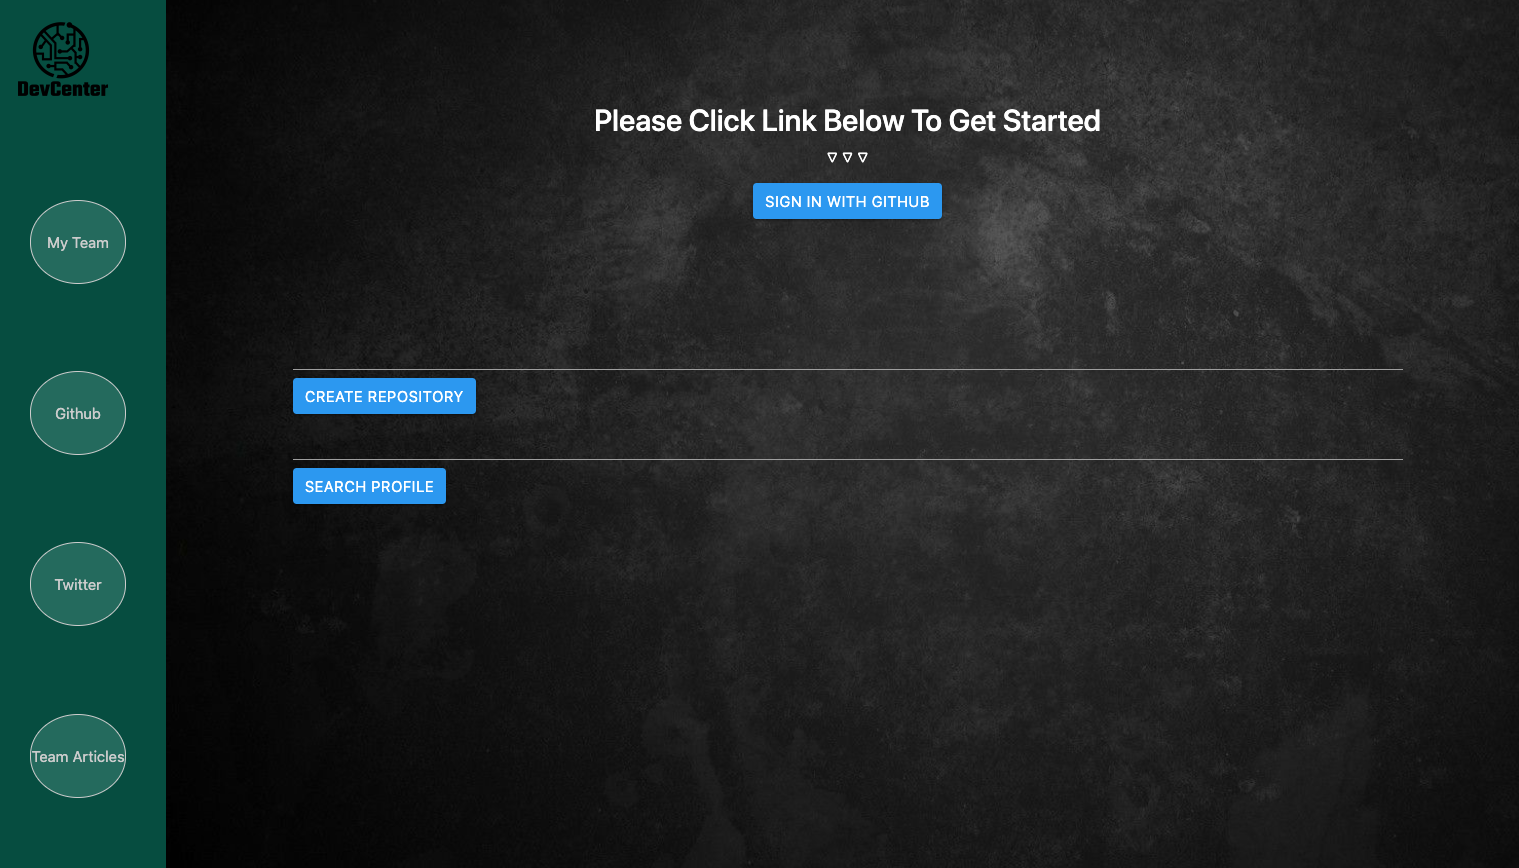 DevCenter
My Team
Github
Twitter
Team Articles
Please Click Link Below To Get Started
▽ ▽ ▽
SIGN IN WITH GITHUB
CREATE REPOSITORY
SEARCH PROFILE